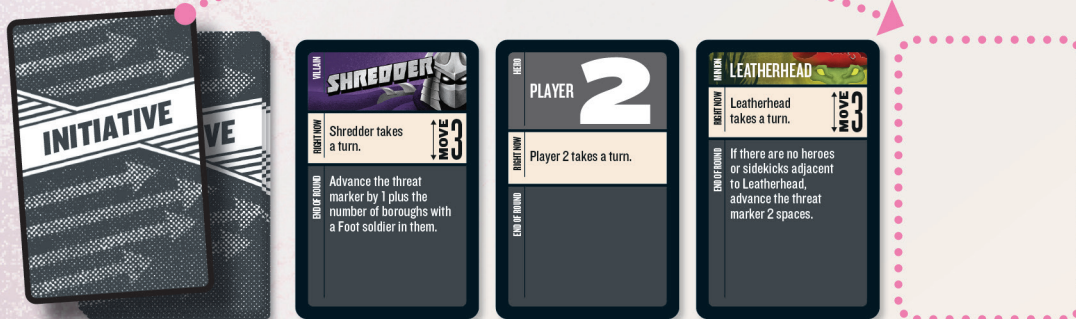 INITIATIVE
VE
VILLAIN
SHREDDER
RIGHT NOW
Shredder takes
a turn.
MOVE
3
END OF ROUND
Advance the threat
marker by 1 plus the
number of boroughs with
a Foot soldier in them.
HERO
PLAYER 2
RIGHT NOW
Player 2 takes a turn.
END OF ROUND
MINION
LEATHERHEAD
RIGHT NOW
Leatherhead
takes a turn.
MOVE
3
END OF ROUND
If there are no heroes
or sidekicks adjacent
to Leatherhead,
advance the threat
marker 2 spaces.